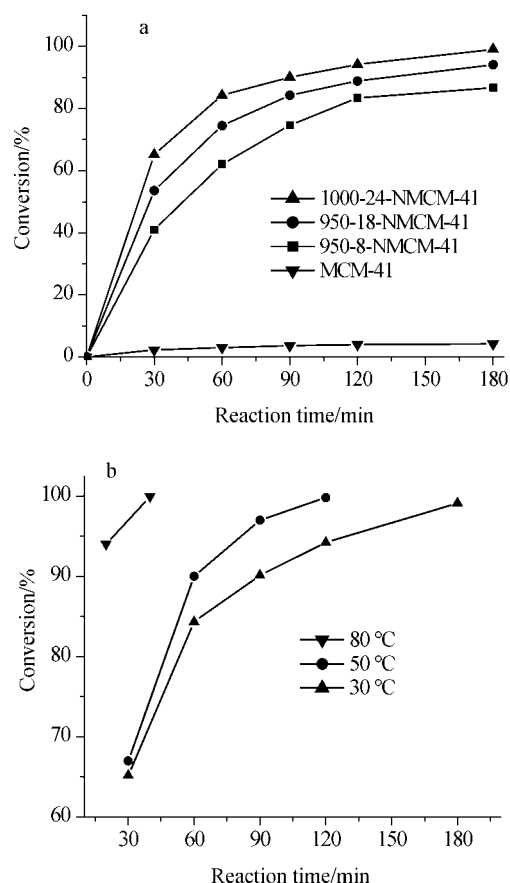 a
100
80
60
40
20
0
Conversion/%
1000-24-NMCM-41
950-18-NMCM-41
950-8-NMCM-41
MCM-41
0 30 60 90 120 150 180
Reaction time/min
b
100
90
80
70
60
Conversion/%
80 ℃
50 ℃
30 ℃
30 60 90 120 150 180
Reaction time/min